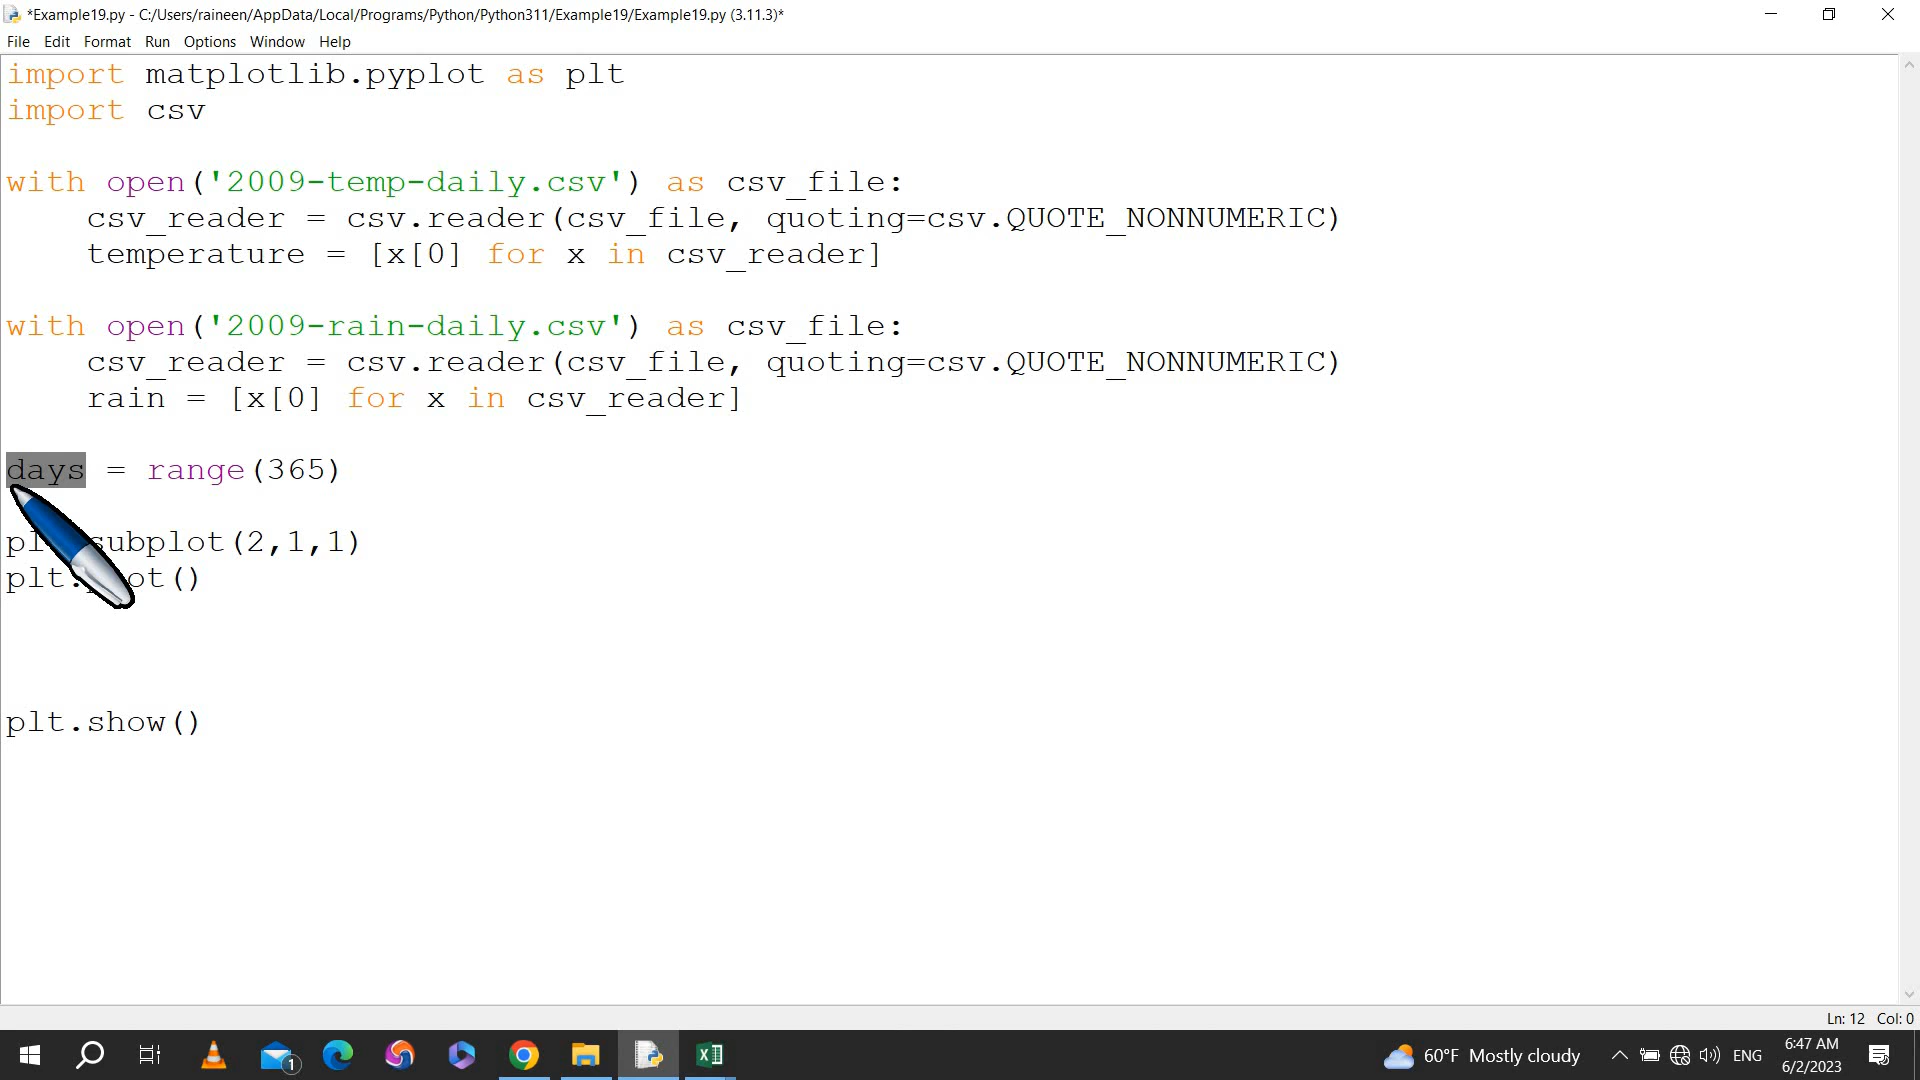 *Example19.py - C:/Users/raineen/AppData/Local/Programs/Python/Python311/Example19/Example19.py (3.11.3)*
File Edit Format Run Options Window Help
import matplotlib.pyplot as plt
import csv
with open('2009-temp-daily.csv') as csv_file:
    csv_reader = csv.reader(csv_file, quoting=csv.QUOTE_NONNUMERIC)
    temperature = [x[0] for x in csv_reader]
with open('2009-rain-daily.csv') as csv_file:
    csv_reader = csv.reader(csv_file, quoting=csv.QUOTE_NONNUMERIC)
    rain = [x[0] for x in csv_reader]
days = range(365)
plt.subplot(2,1,1)
plt.plot()
plt.show()
Ln: 12 Col: 0
1
60°F Mostly cloudy
ENG
6:47 AM
6/2/2023